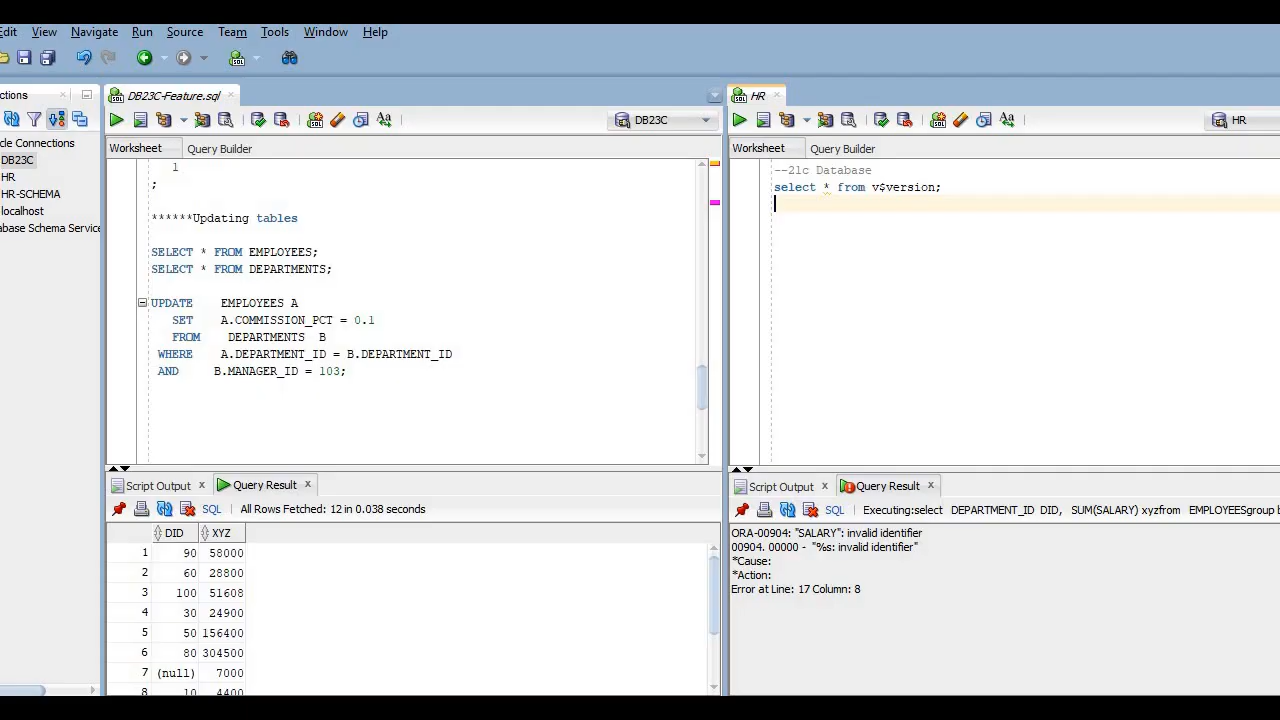 Edit View Navigate Run Source Team Tools Window Help
ctions
cle Connections
DB23C
HR
HR-SCHEMA
localhost
abase Schema Service
DB23C-Feature.sql
DB23C
Worksheet Query Builder
1
;
******Updating tables
SELECT * FROM EMPLOYEES;
SELECT * FROM DEPARTMENTS;
UPDATE EMPLOYEES A
SET A.COMMISSION_PCT = 0.1
FROM DEPARTMENTS B
WHERE A.DEPARTMENT_ID = B.DEPARTMENT_ID
AND B.MANAGER_ID = 103;
Script Output Query Result
SQL All Rows Fetched: 12 in 0.038 seconds
DID XYZ
1 90 58000
2 60 28800
3 100 51608
4 30 24900
5 50 156400
6 80 304500
7 (null) 7000
8 10 4400
HR
HR
Worksheet Query Builder
--21c Database
select * from v$version;
Script Output Query Result
SQL Executing:select DEPARTMENT_ID DID, SUM(SALARY) xyzfrom EMPLOYEESgroup b
ORA-00904: "SALARY": invalid identifier
00904. 00000 - "%s: invalid identifier"
*Cause:
*Action:
Error at Line: 17 Column: 8